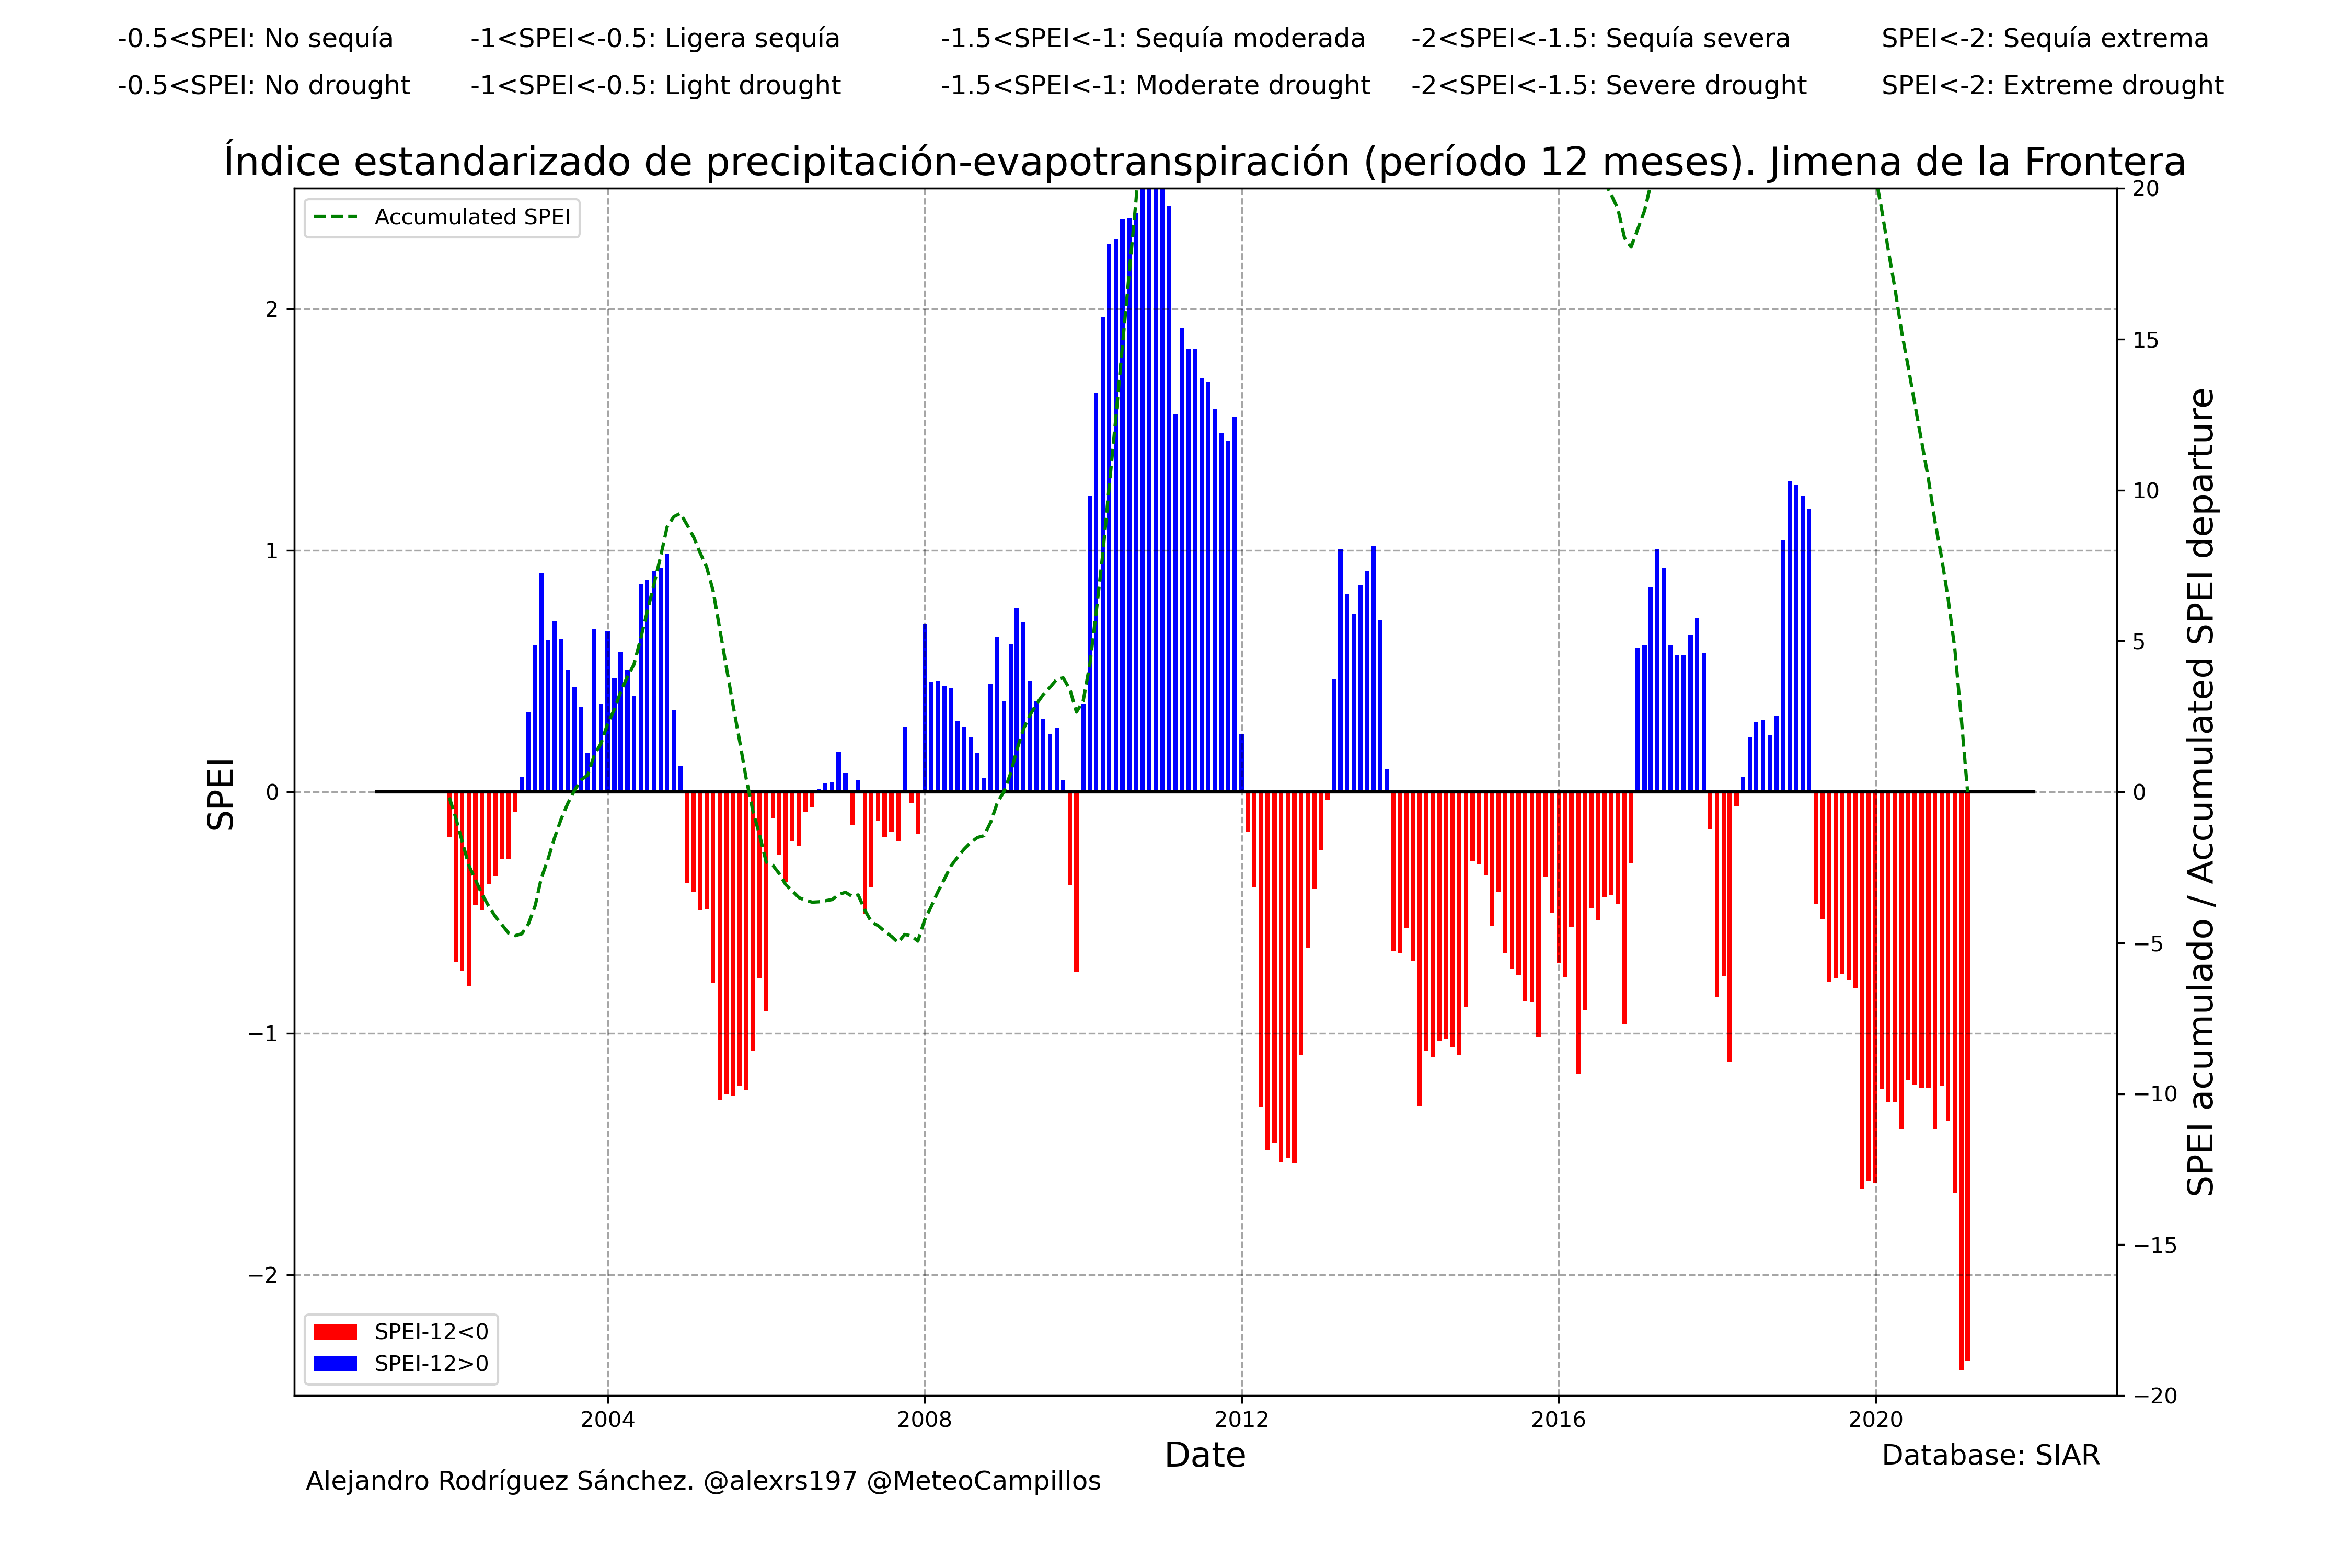 -0.5<SPEI: No sequía -1<SPEI<-0.5: Ligera sequía -1.5<SPEI<-1: Sequía moderada -2<SPEI<-1.5: Sequía severa SPEI<-2: Sequía extrema
-0.5<SPEI: No drought -1<SPEI<-0.5: Light drought -1.5<SPEI<-1: Moderate drought -2<SPEI<-1.5: Severe drought SPEI<-2: Extreme drought
Índice estandarizado de precipitación-evapotranspiración (período 12 meses). Jimena de la Frontera
Accumulated SPEI
SPEI
2
1
0
−1
−2
20
15
10
5
0
−5
−10
−15
−20
SPEI acumulado / Accumulated SPEI departure
SPEI-12<0
SPEI-12>0
2004 2008 2012 2016 2020
Date
Database: SIAR
Alejandro Rodríguez Sánchez. @alexrs197 @MeteoCampillos